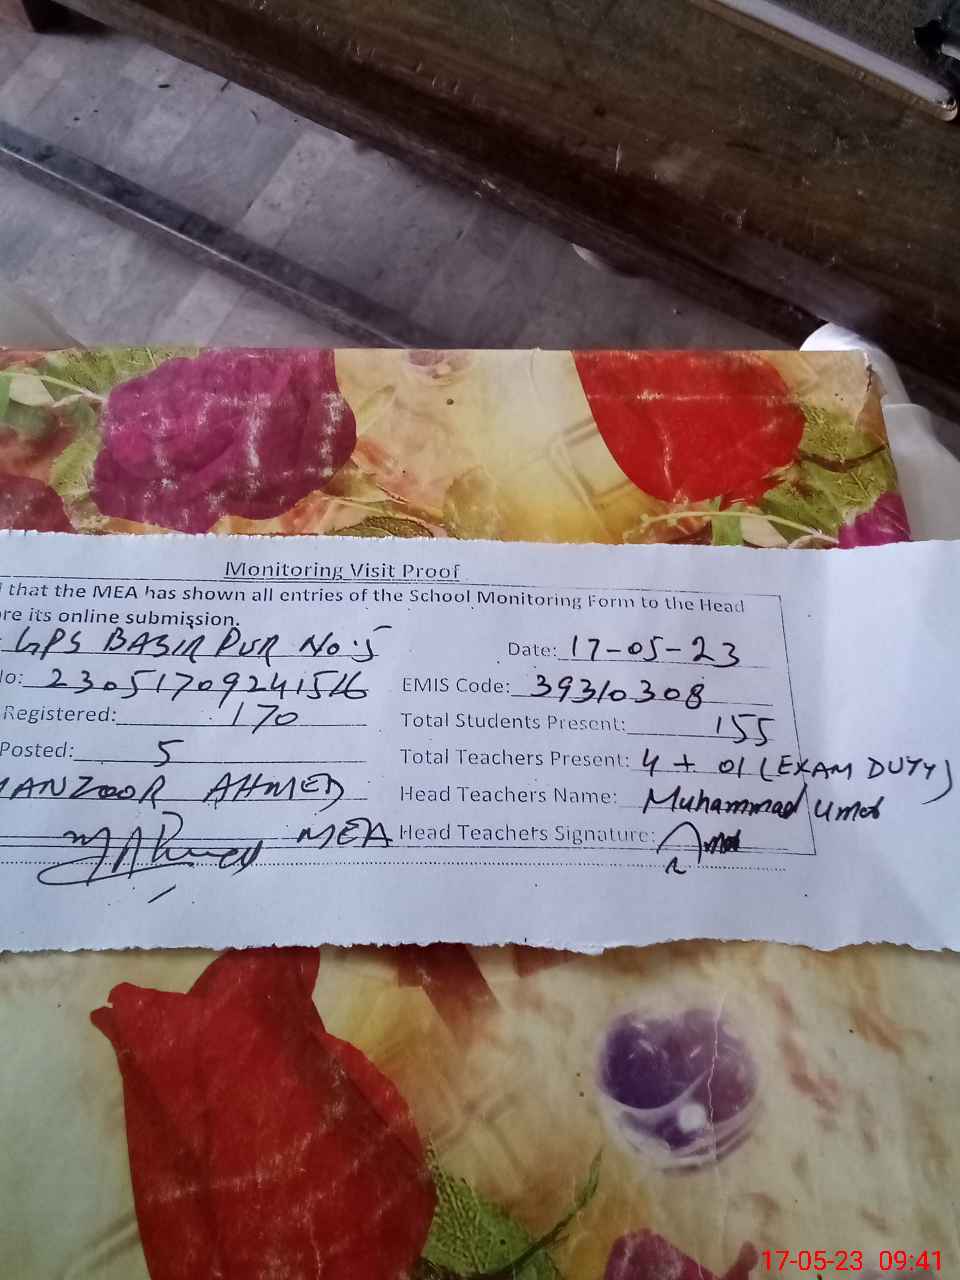 Monitoring Visit Proof
that the MEA has shown all entries of the School Monitoring Form to the Head
re its online submission.
GPS BASIR PUR No.5 Date: 17-05-23
No: 230517092415 EMIS Code: 39310308
Registered: 170 Total Students Present: 155
Posted: 5 Total Teachers Present: 4 + 01 (EXAM DUTY)
MANZOOR AHMED Head Teachers Name: Muhammad Umar
MEA Head Teachers Signature:
17-05-23 09:41